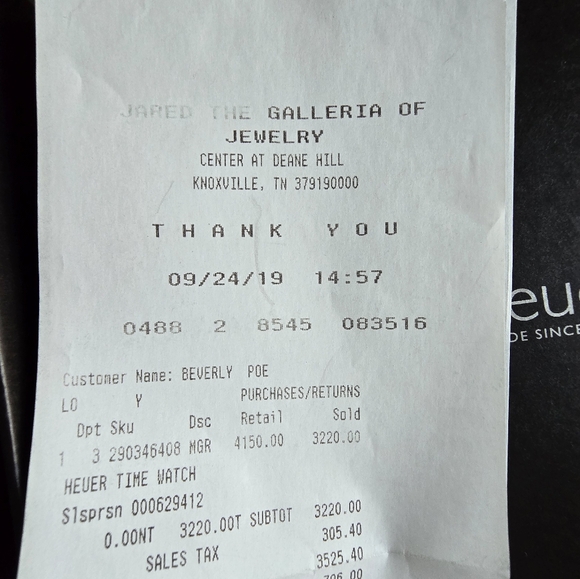 JARED THE GALLERIA OF
JEWELRY
CENTER AT DEANE HILL
KNOXVILLE, TN 379190000
THANK YOU
09/24/19 14:57
0488 2 8545 083516
Customer Name: BEVERLY POE
LO Y PURCHASES/RETURNS
Dpt Sku Dsc Retail Sold
1 3 290346408 MGR 4150.00 3220.00
HEUER TIME WATCH
Slsprsn 000629412
0.00NT 3220.00T SUBTOT 3220.00
SALES TAX 305.40
3525.40
eue
DE SINCE